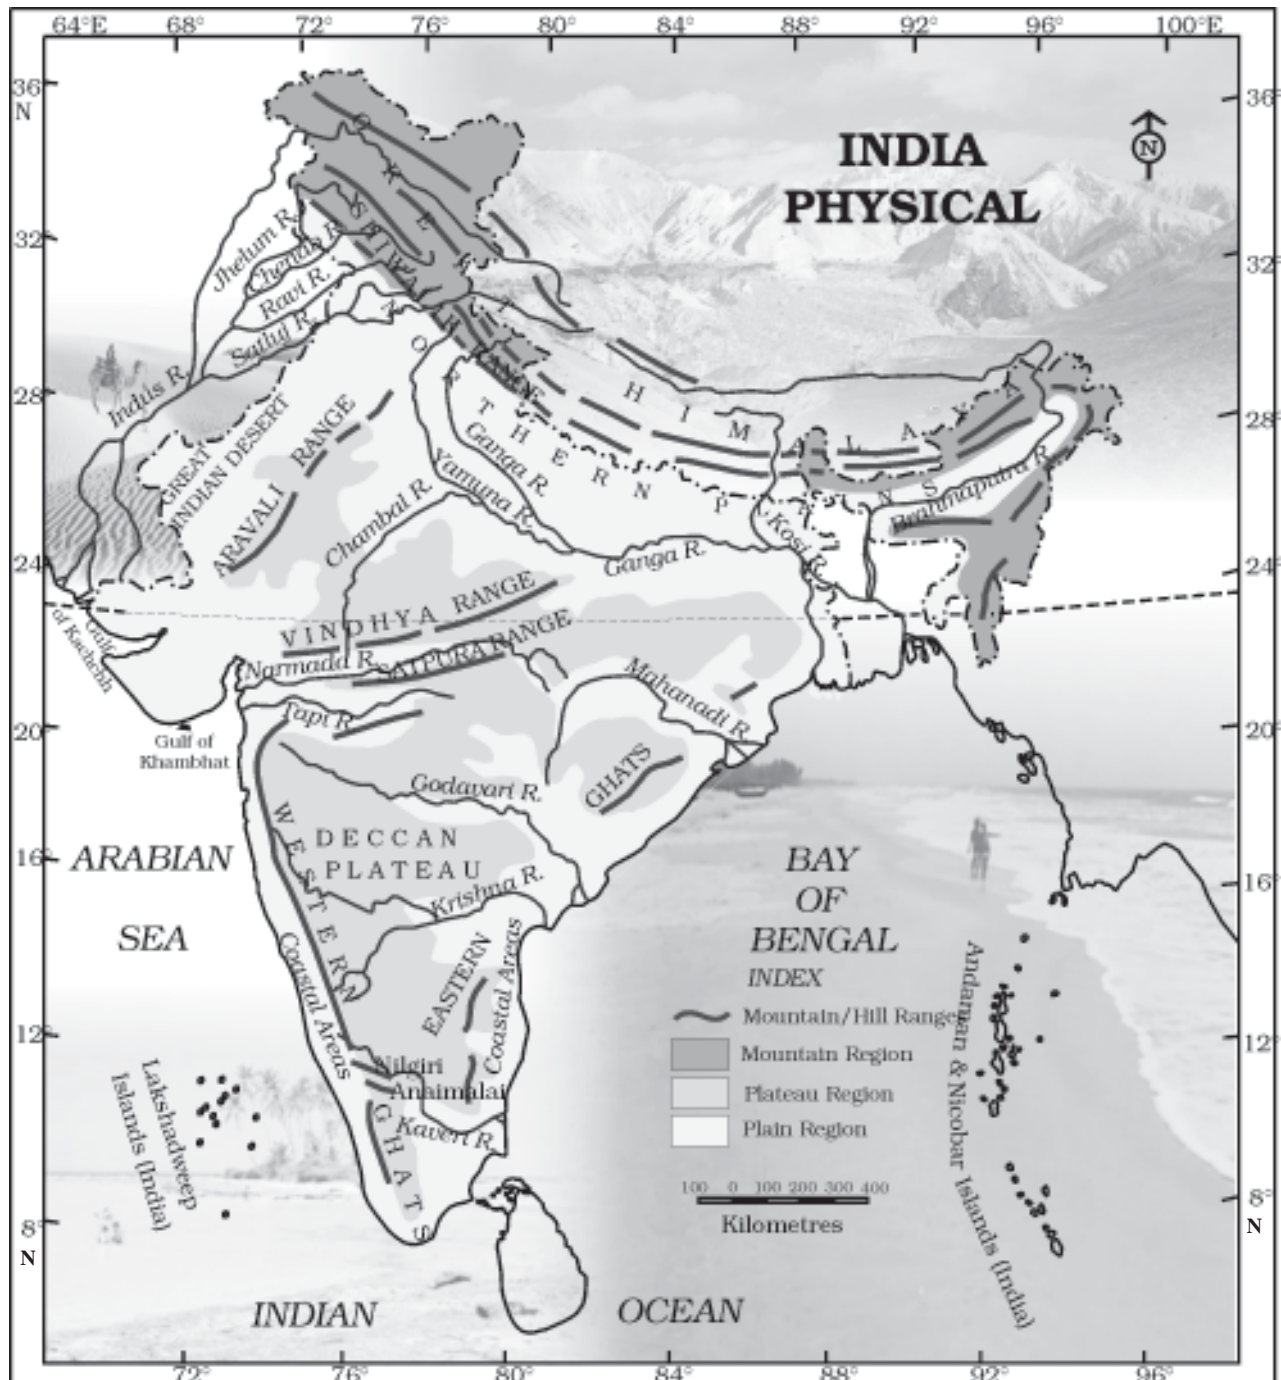 64°E 68° 72° 76° 80° 84° 88° 92° 96° 100°E
36°
N
36°
INDIA
PHYSICAL
N
32°
32°
SHIWALIK RANGE
Jhelum R.
Chenab R.
Ravi R.
Satluj R.
Indus R.
28°
28°
HIMALAYA
NORTHERN PLAINS
GREAT
INDIAN DESERT
ARAVALI RANGE
Ganga R.
Yamuna R.
Chambal R.
Brahmaputra R.
Kosi R.
Ganga R.
24°
24°
Gulf
of Kachchh
VINDHYA RANGE
SATPURA RANGE
Narmada R.
Mahanadi R.
Tapi R.
20°
20°
Gulf of
Khambhat
GHATS
Godavari R.
DECCAN
PLATEAU
WESTERN
Krishna R.
16°
16°
ARABIAN
SEA
BAY
OF
BENGAL
EASTERN
Coastal Areas
Coastal Areas
INDEX
Mountain/Hill Ranges
Mountain Region
Plateau Region
Plain Region
Andaman & Nicobar Islands (India)
12°
12°
Nilgiri
Anaimalai
Kaveri R.
GHATS
Lakshadweep
Islands (India)
100 0 100 200 300 400
Kilometres
8°
N
8°
N
INDIAN OCEAN
72° 76° 80° 84° 88° 92° 96°